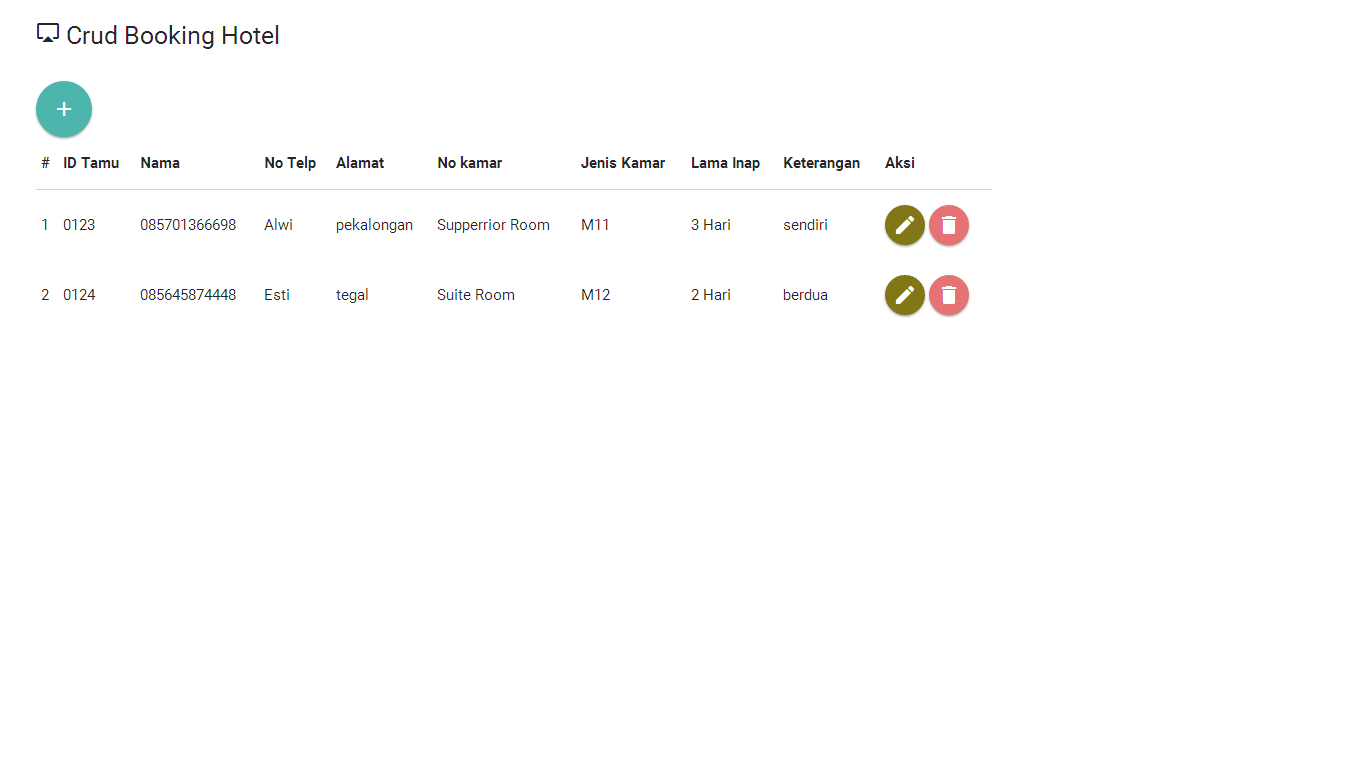 Crud Booking Hotel
+
# ID Tamu Nama No Telp Alamat No kamar Jenis Kamar Lama Inap Keterangan Aksi
1 0123 085701366698 Alwi pekalongan Supperrior Room M11 3 Hari sendiri
2 0124 085645874448 Esti tegal Suite Room M12 2 Hari berdua